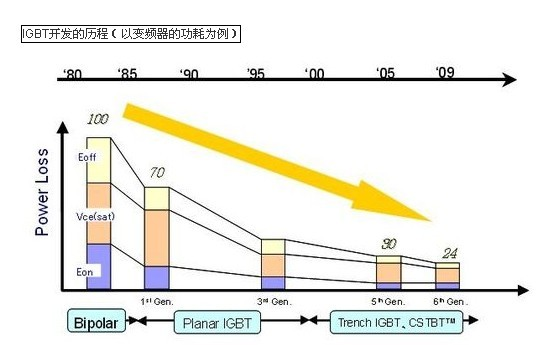 IGBT开发的历程（以变频器的功耗为例）
'80 '85 '90 '95 '00 '05 '09
100
70
30
24
Power Loss
Eoff
Vce(sat)
Eon
1st Gen. 3rd Gen. 5th Gen. 6th Gen.
Bipolar Planar IGBT Trench IGBT、CSTBT™